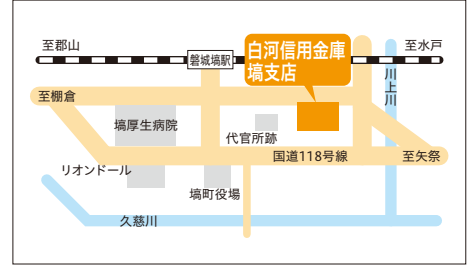 至郡山
磐城塙駅
白河信用金庫
塙支店
至水戸
川上川
至棚倉
塙厚生病院
代官所跡
国道118号線
至矢祭
リオンドール
塙町役場
久慈川